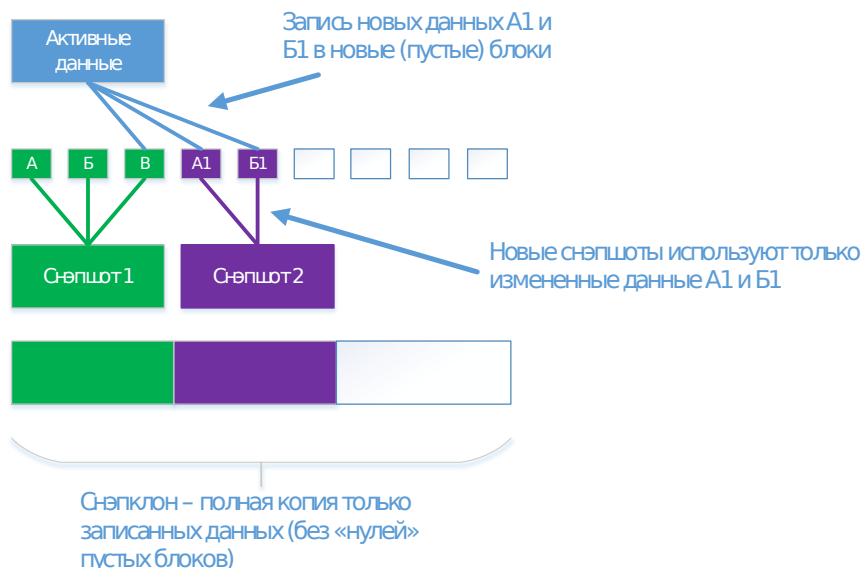 Активные
данные
Запись новых данных А1 и
Б1 в новые (пустые) блоки
А Б В А1 Б1
Снэпшот 1 Снэпшот 2
Новые снэпшоты используют только
измененные данные А1 и Б1
Снэпклон – полная копия только
записанных данных (без «нулей»
пустых блоков)